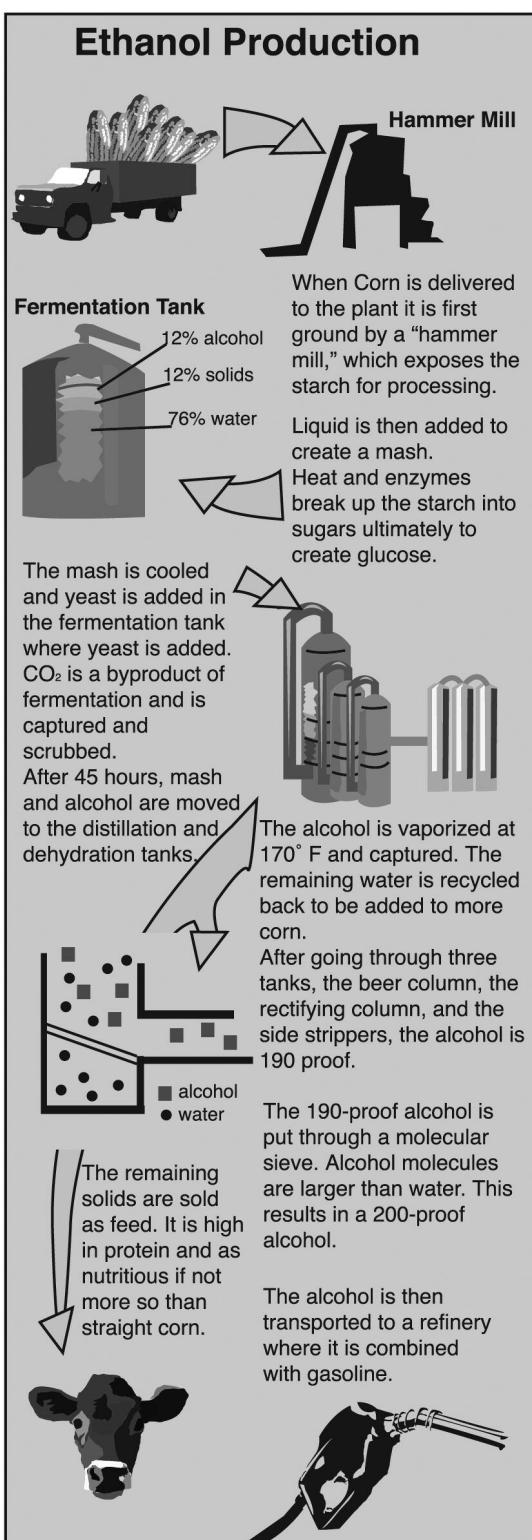 Ethanol Production
Hammer Mill
When Corn is delivered
to the plant it is first
ground by a “hammer
mill,” which exposes the
starch for processing.
Liquid is then added to
create a mash.
Heat and enzymes
break up the starch into
sugars ultimately to
create glucose.
Fermentation Tank
12% alcohol
12% solids
76% water
The mash is cooled
and yeast is added in
the fermentation tank
where yeast is added.
CO₂ is a byproduct of
fermentation and is
captured and
scrubbed.
After 45 hours, mash
and alcohol are moved
to the distillation and
dehydration tanks.
The alcohol is vaporized at
170° F and captured. The
remaining water is recycled
back to be added to more
corn.
After going through three
tanks, the beer column, the
rectifying column, and the
side strippers, the alcohol is
190 proof.
alcohol
water
The 190-proof alcohol is
put through a molecular
sieve. Alcohol molecules
are larger than water. This
results in a 200-proof
alcohol.
The remaining
solids are sold
as feed. It is high
in protein and as
nutritious if not
more so than
straight corn.
The alcohol is then
transported to a refinery
where it is combined
with gasoline.